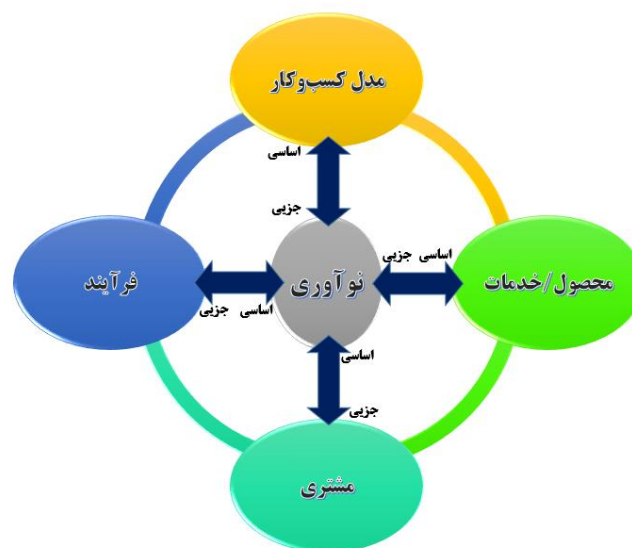 مدل کسب‌وکار
اساسی
جزیی
محصول/خدمات
اساسی جزیی
نوآوری
فرآیند
اساسی جزیی
اساسی
جزیی
مشتری